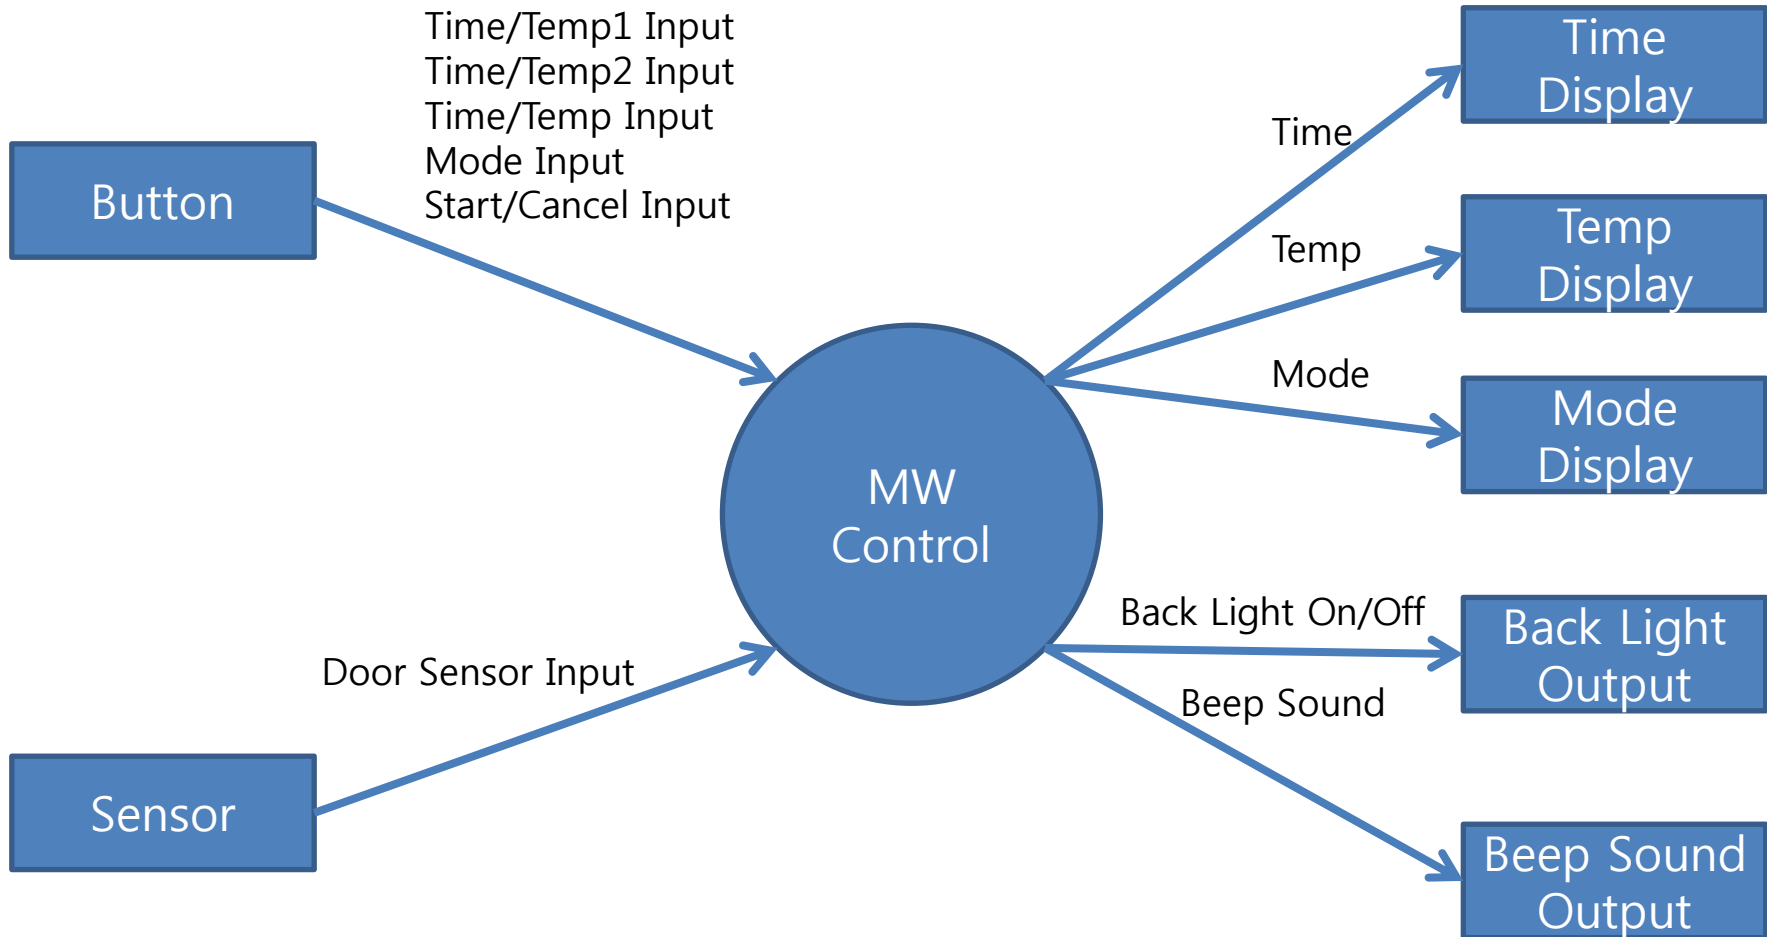 Time/Temp1 Input
Time/Temp2 Input
Time/Temp Input
Mode Input
Start/Cancel Input
Button
Door Sensor Input
Sensor
MW
Control
Time
Time
Display
Temp
Temp
Display
Mode
Mode
Display
Back Light On/Off
Back Light
Output
Beep Sound
Beep Sound
Output